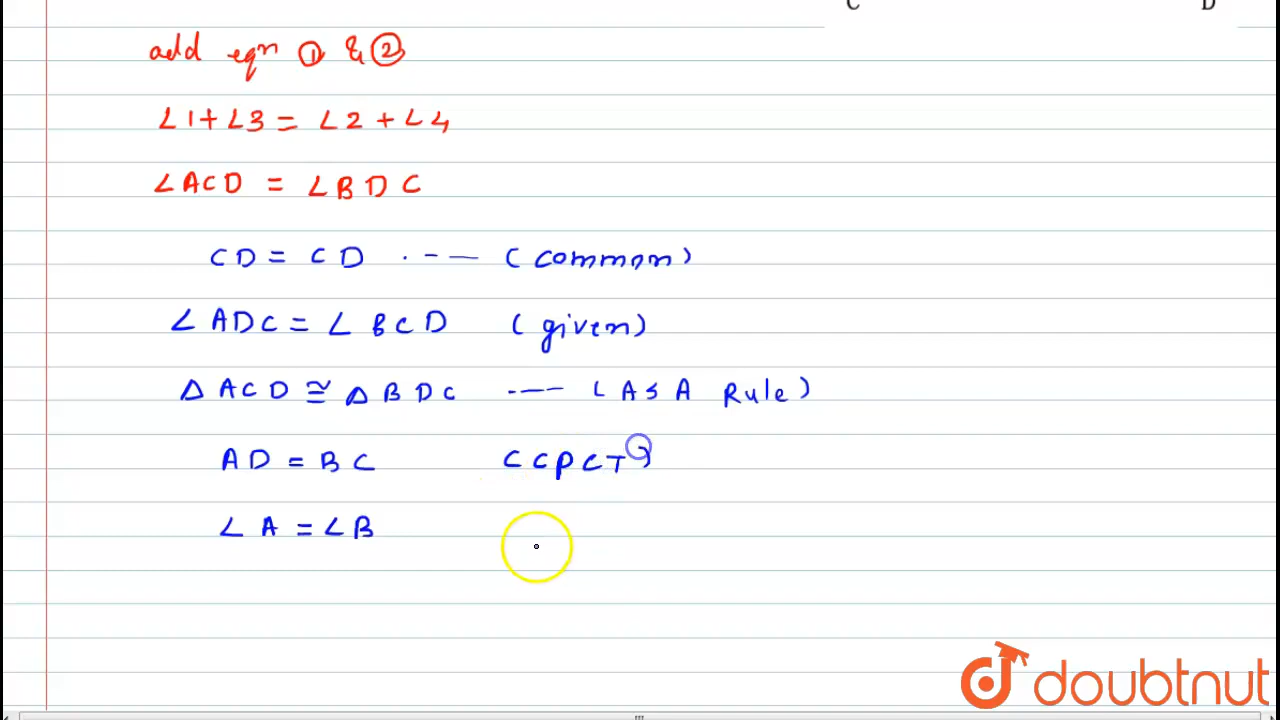 C D
add eqn ① & ②
∠1+∠3 = ∠2 + ∠4
∠ACD = ∠BDC
CD = CD .--- (common)
∠ADC = ∠BCD (given)
△ACD ≅ △BDC ---- (ASA Rule)
AD = BC (CPCT)
∠A = ∠B
doubtnut